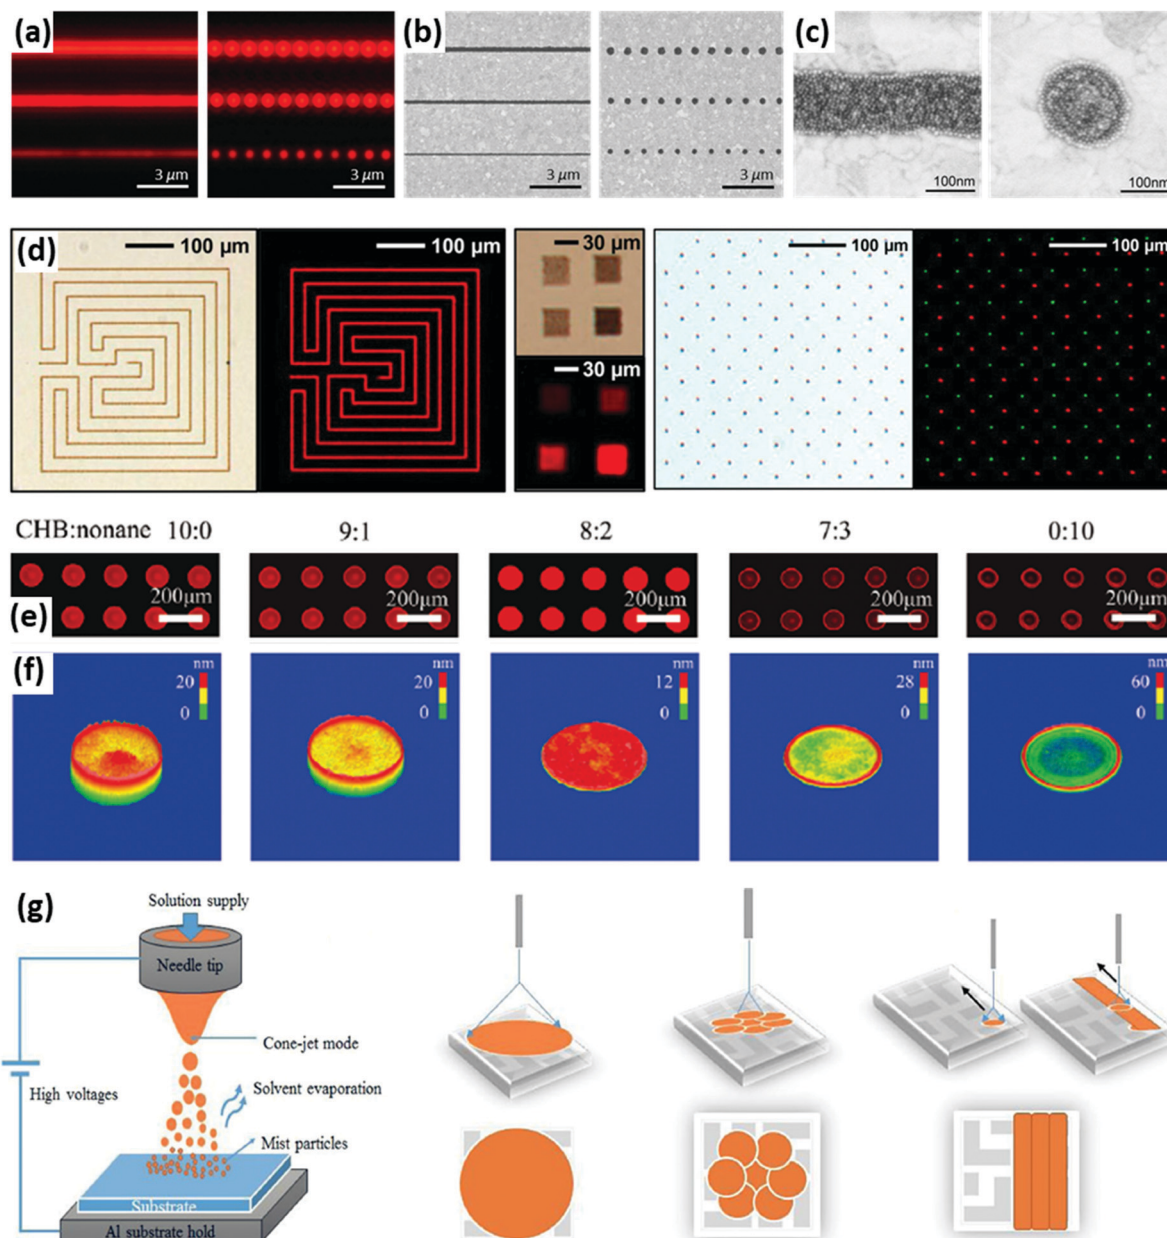 (a)
(b)
(c)
3 μm
3 μm
3 μm
3 μm
100nm
100nm
(d)
100 μm
100 μm
30 μm
100 μm
100 μm
30 μm
CHB:nonane 10:0
9:1
8:2
7:3
0:10
(e)
200μm
200μm
200μm
200μm
200μm
(f)
nm
20
0
nm
20
0
nm
12
0
nm
28
0
nm
60
0
(g)
Solution supply
Needle tip
Cone-jet mode
High voltages
Solvent evaporation
Mist particles
Substrate
Al substrate hold